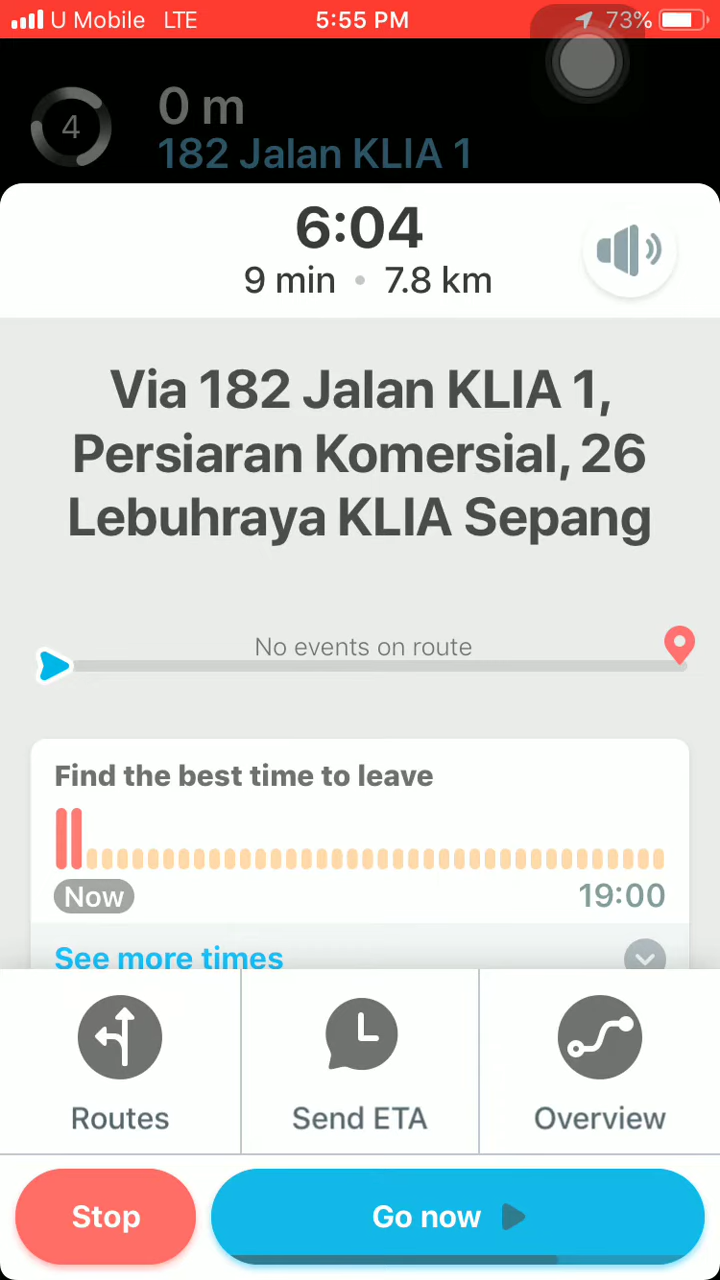 U Mobile LTE 5:55 PM 73%
4
0 m
182 Jalan KLIA 1
6:04
9 min • 7.8 km
Via 182 Jalan KLIA 1,
Persiaran Komersial, 26
Lebuhraya KLIA Sepang
No events on route
Find the best time to leave
Now 19:00
See more times
Routes Send ETA Overview
Stop Go now